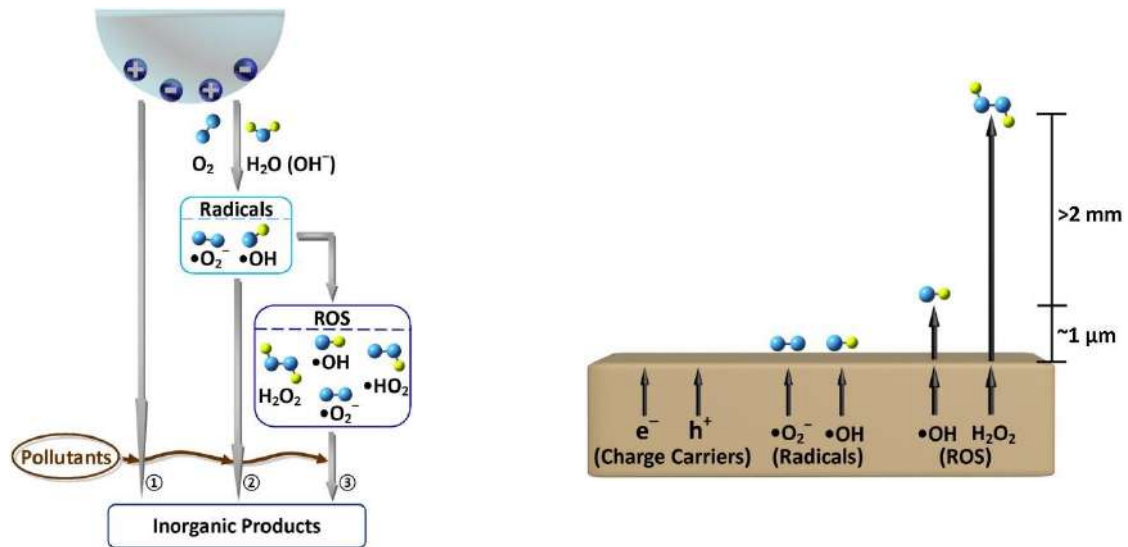 O₂
H₂O (OH⁻)
Radicals
•O₂⁻ •OH
ROS
•OH
H₂O₂
•HO₂
•O₂⁻
Pollutants
① ② ③
Inorganic Products
>2 mm
~1 μm
e⁻ h⁺ •O₂⁻ •OH •OH H₂O₂
(Charge Carriers) (Radicals) (ROS)